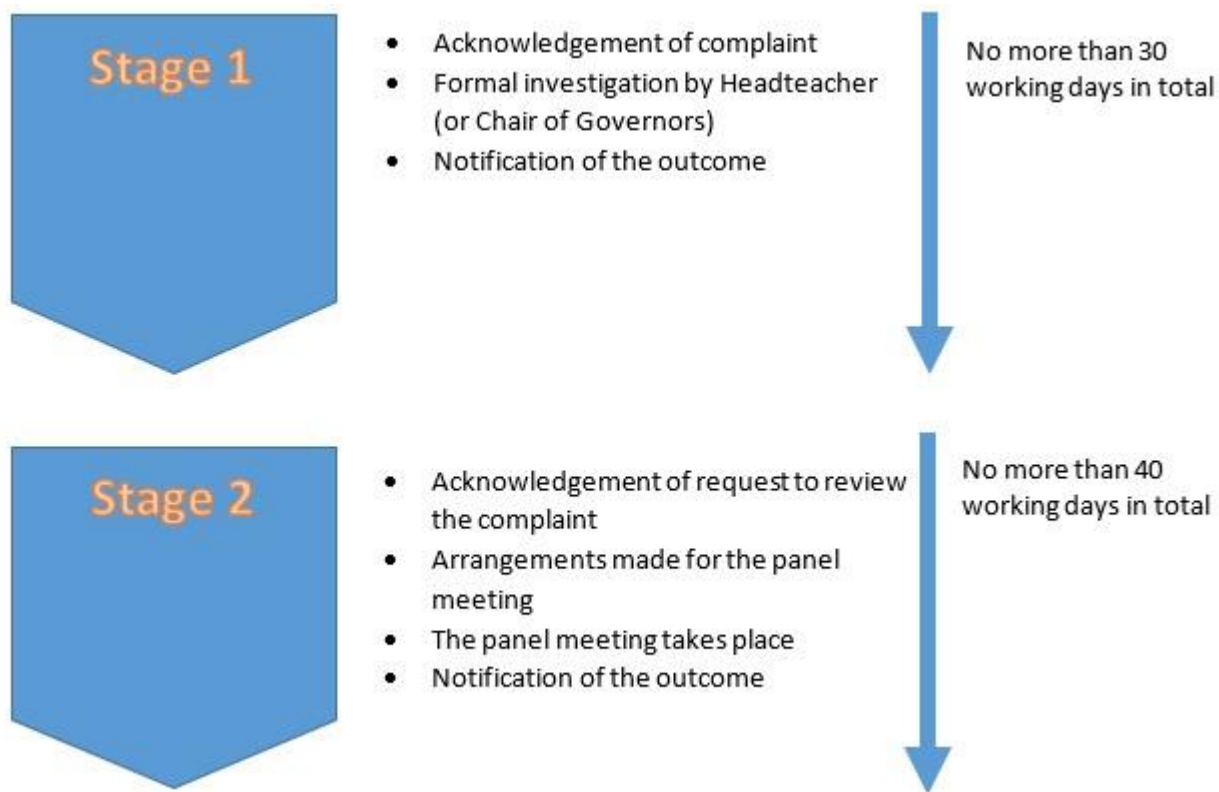 Stage 1
• Acknowledgement of complaint
• Formal investigation by Headteacher
(or Chair of Governors)
• Notification of the outcome
No more than 30
working days in total
Stage 2
• Acknowledgement of request to review
the complaint
• Arrangements made for the panel
meeting
• The panel meeting takes place
• Notification of the outcome
No more than 40
working days in total